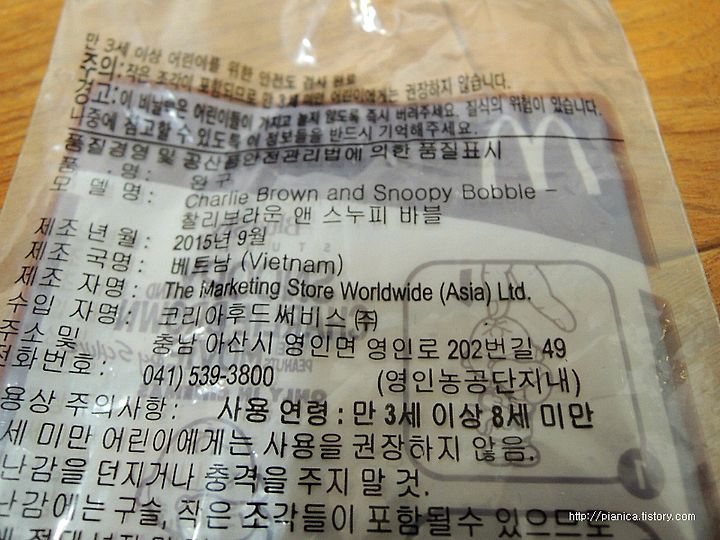 만 3세 이상 어린아를 위한 안전도 검사 완료
주의: 작은 조각이 포함되므로 만 3세 미만 어린이에게는 권장하지 않습니다.
경고: 이 비닐봉은 어린이들이 가지고 놀지 않도록 즉시 버려주세요. 질식의 위험이 있습니다.
나중에 참고할 수 있도록 이 정보들을 반드시 기억해주세요.
품질경영 및 공산품안전관리법에 의한 품질표시
품 명: 완구
모 델 명: Charlie Brown and Snoopy Bobble –
찰리브라운 앤 스누피 바블
제조년월: 2015년 9월
제조 국명: 베트남 (Vietnam)
제조 자명: The Marketing Store Worldwide (Asia) Ltd.
수입 자명: 코리아후드써비스 ㈜
주소 및 충남 아산시 영인면 영인로 202번길 49
전화번호: 041) 539-3800 (영인농공단지내)
용상 주의사항: 사용 연령 : 만 3세 이상 8세 미만
세 미만 어린이에게는 사용을 권장하지 않음.
난감을 던지거나 충격을 주지 말 것.
난감에는 구슬, 작은 조각들이 포함될수 있으므로
PEANUTS
1
http://pianica.tistory.com